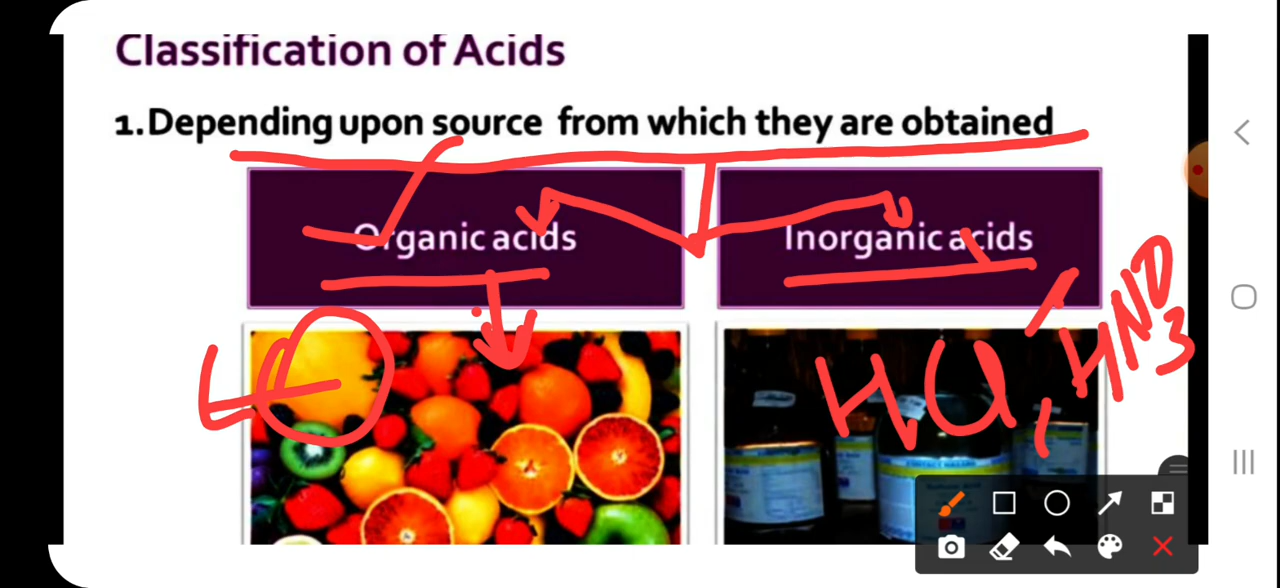 Classification of Acids
1. Depending upon source from which they are obtained
Organic acids
Inorganic acids
HCl, HNO3